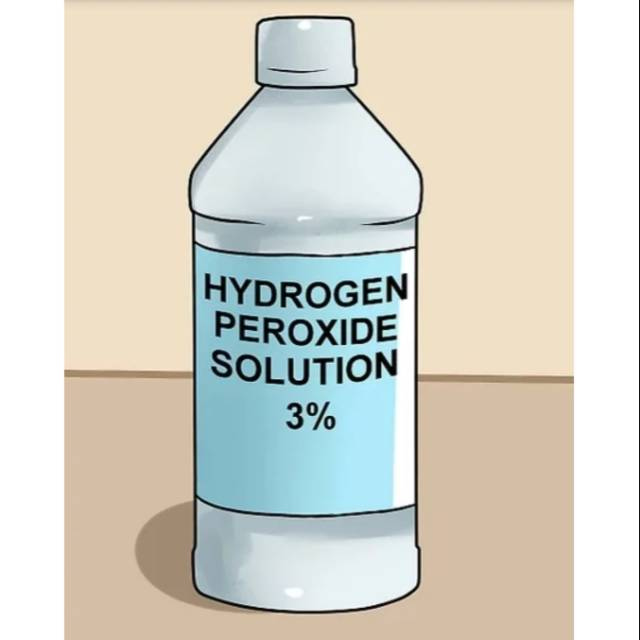 HYDROGEN
PEROXIDE
SOLUTION
3%